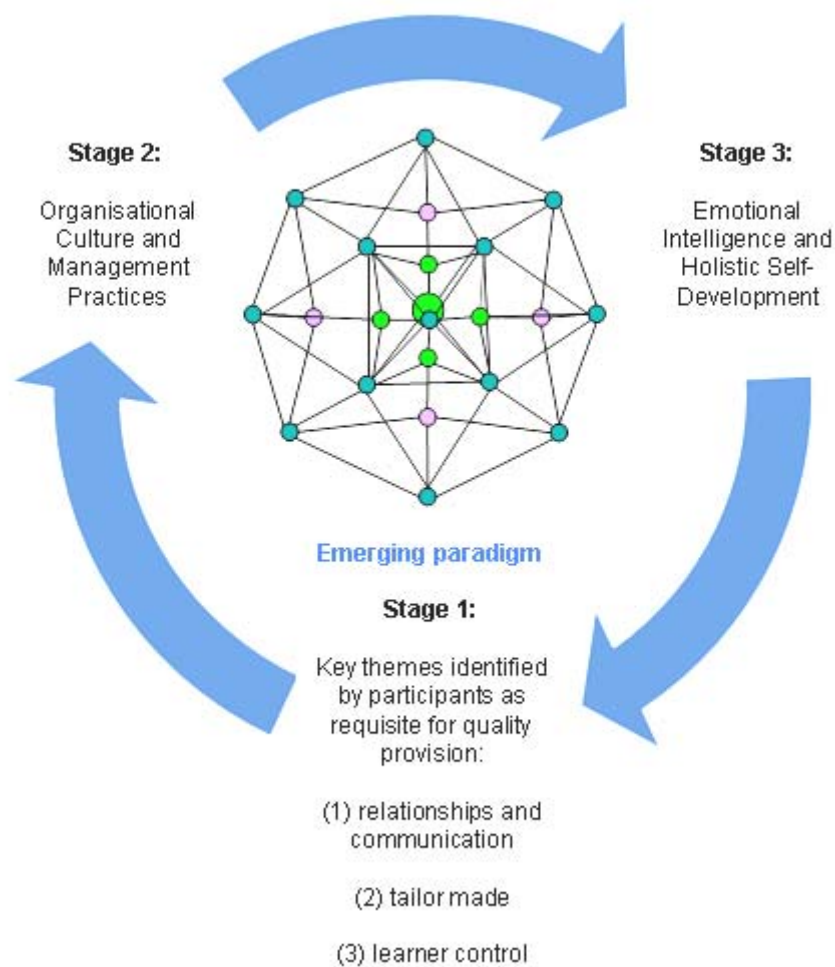 Stage 2:
Organisational
Culture and
Management
Practices
Stage 3:
Emotional
Intelligence and
Holistic Self-
Development
Emerging paradigm
Stage 1:
Key themes identified
by participants as
requisite for quality
provision:
(1) relationships and
communication
(2) tailor made
(3) learner control